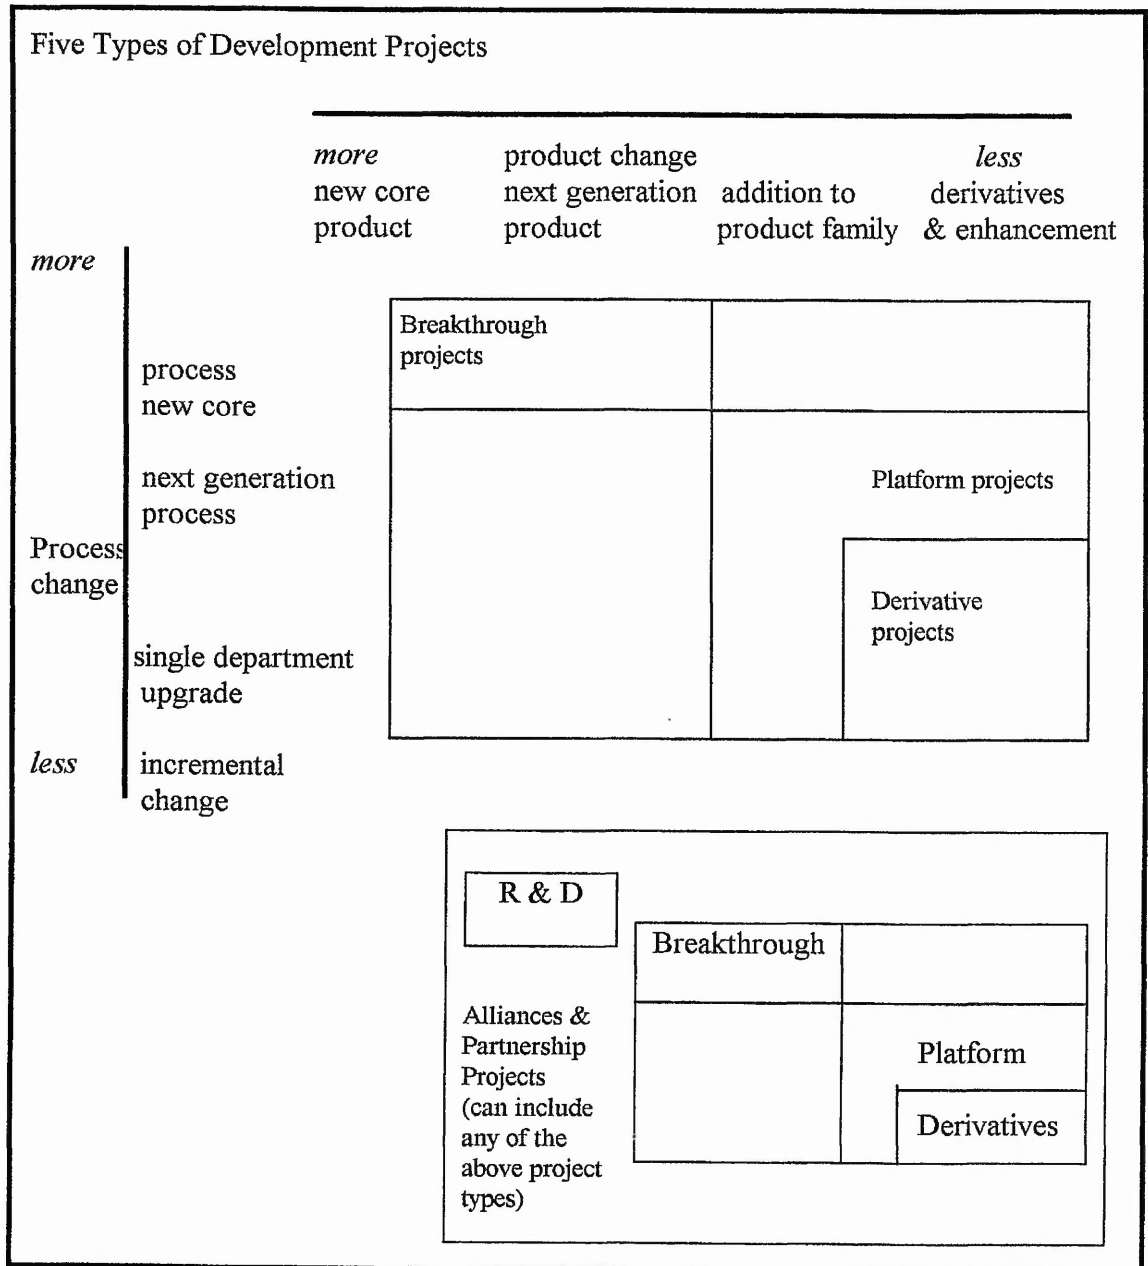 Five Types of Development Projects
more product change less
new core next generation addition to derivatives
product product product family & enhancement
more
Breakthrough
projects
process
new core
next generation
process
Platform projects
Process
change
Derivative
projects
single department
upgrade
less
incremental
change
R & D
Breakthrough
Alliances &
Partnership
Projects
(can include
any of the
above project
types)
Platform
Derivatives